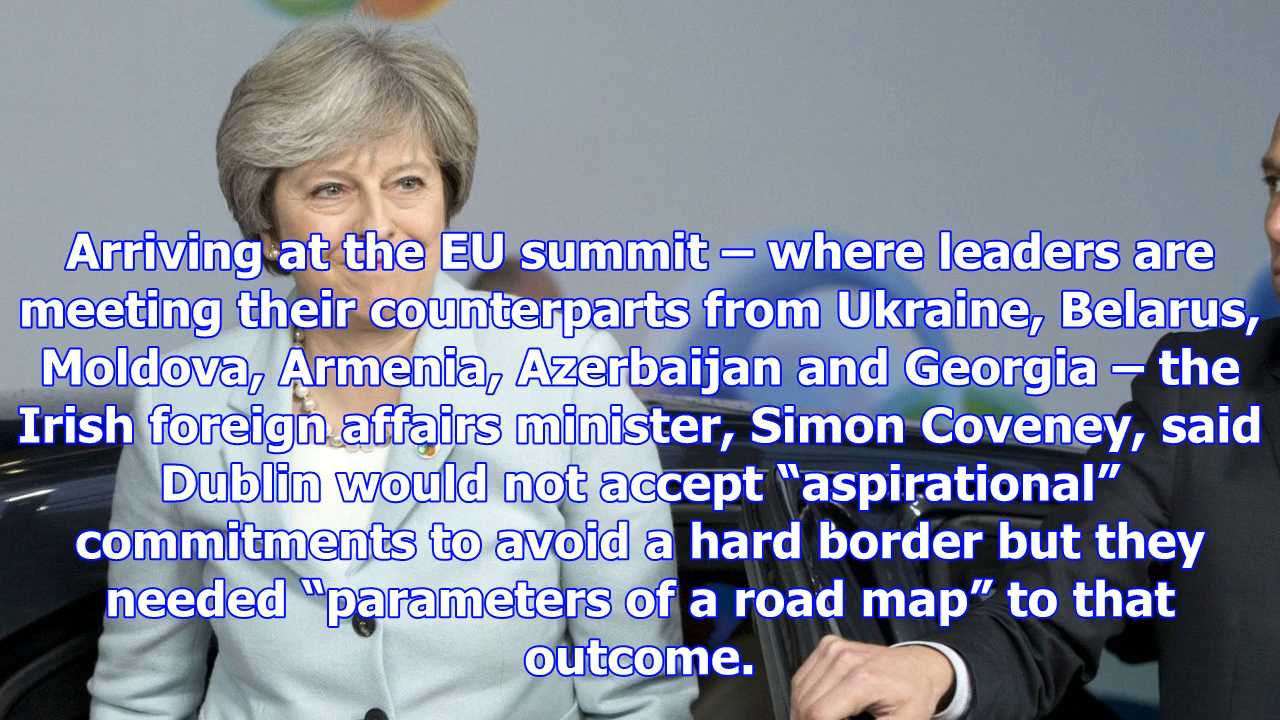 Arriving at the EU summit – where leaders are
meeting their counterparts from Ukraine, Belarus,
Moldova, Armenia, Azerbaijan and Georgia – the
Irish foreign affairs minister, Simon Coveney, said
Dublin would not accept “aspirational”
commitments to avoid a hard border but they
needed “parameters of a road map” to that
outcome.